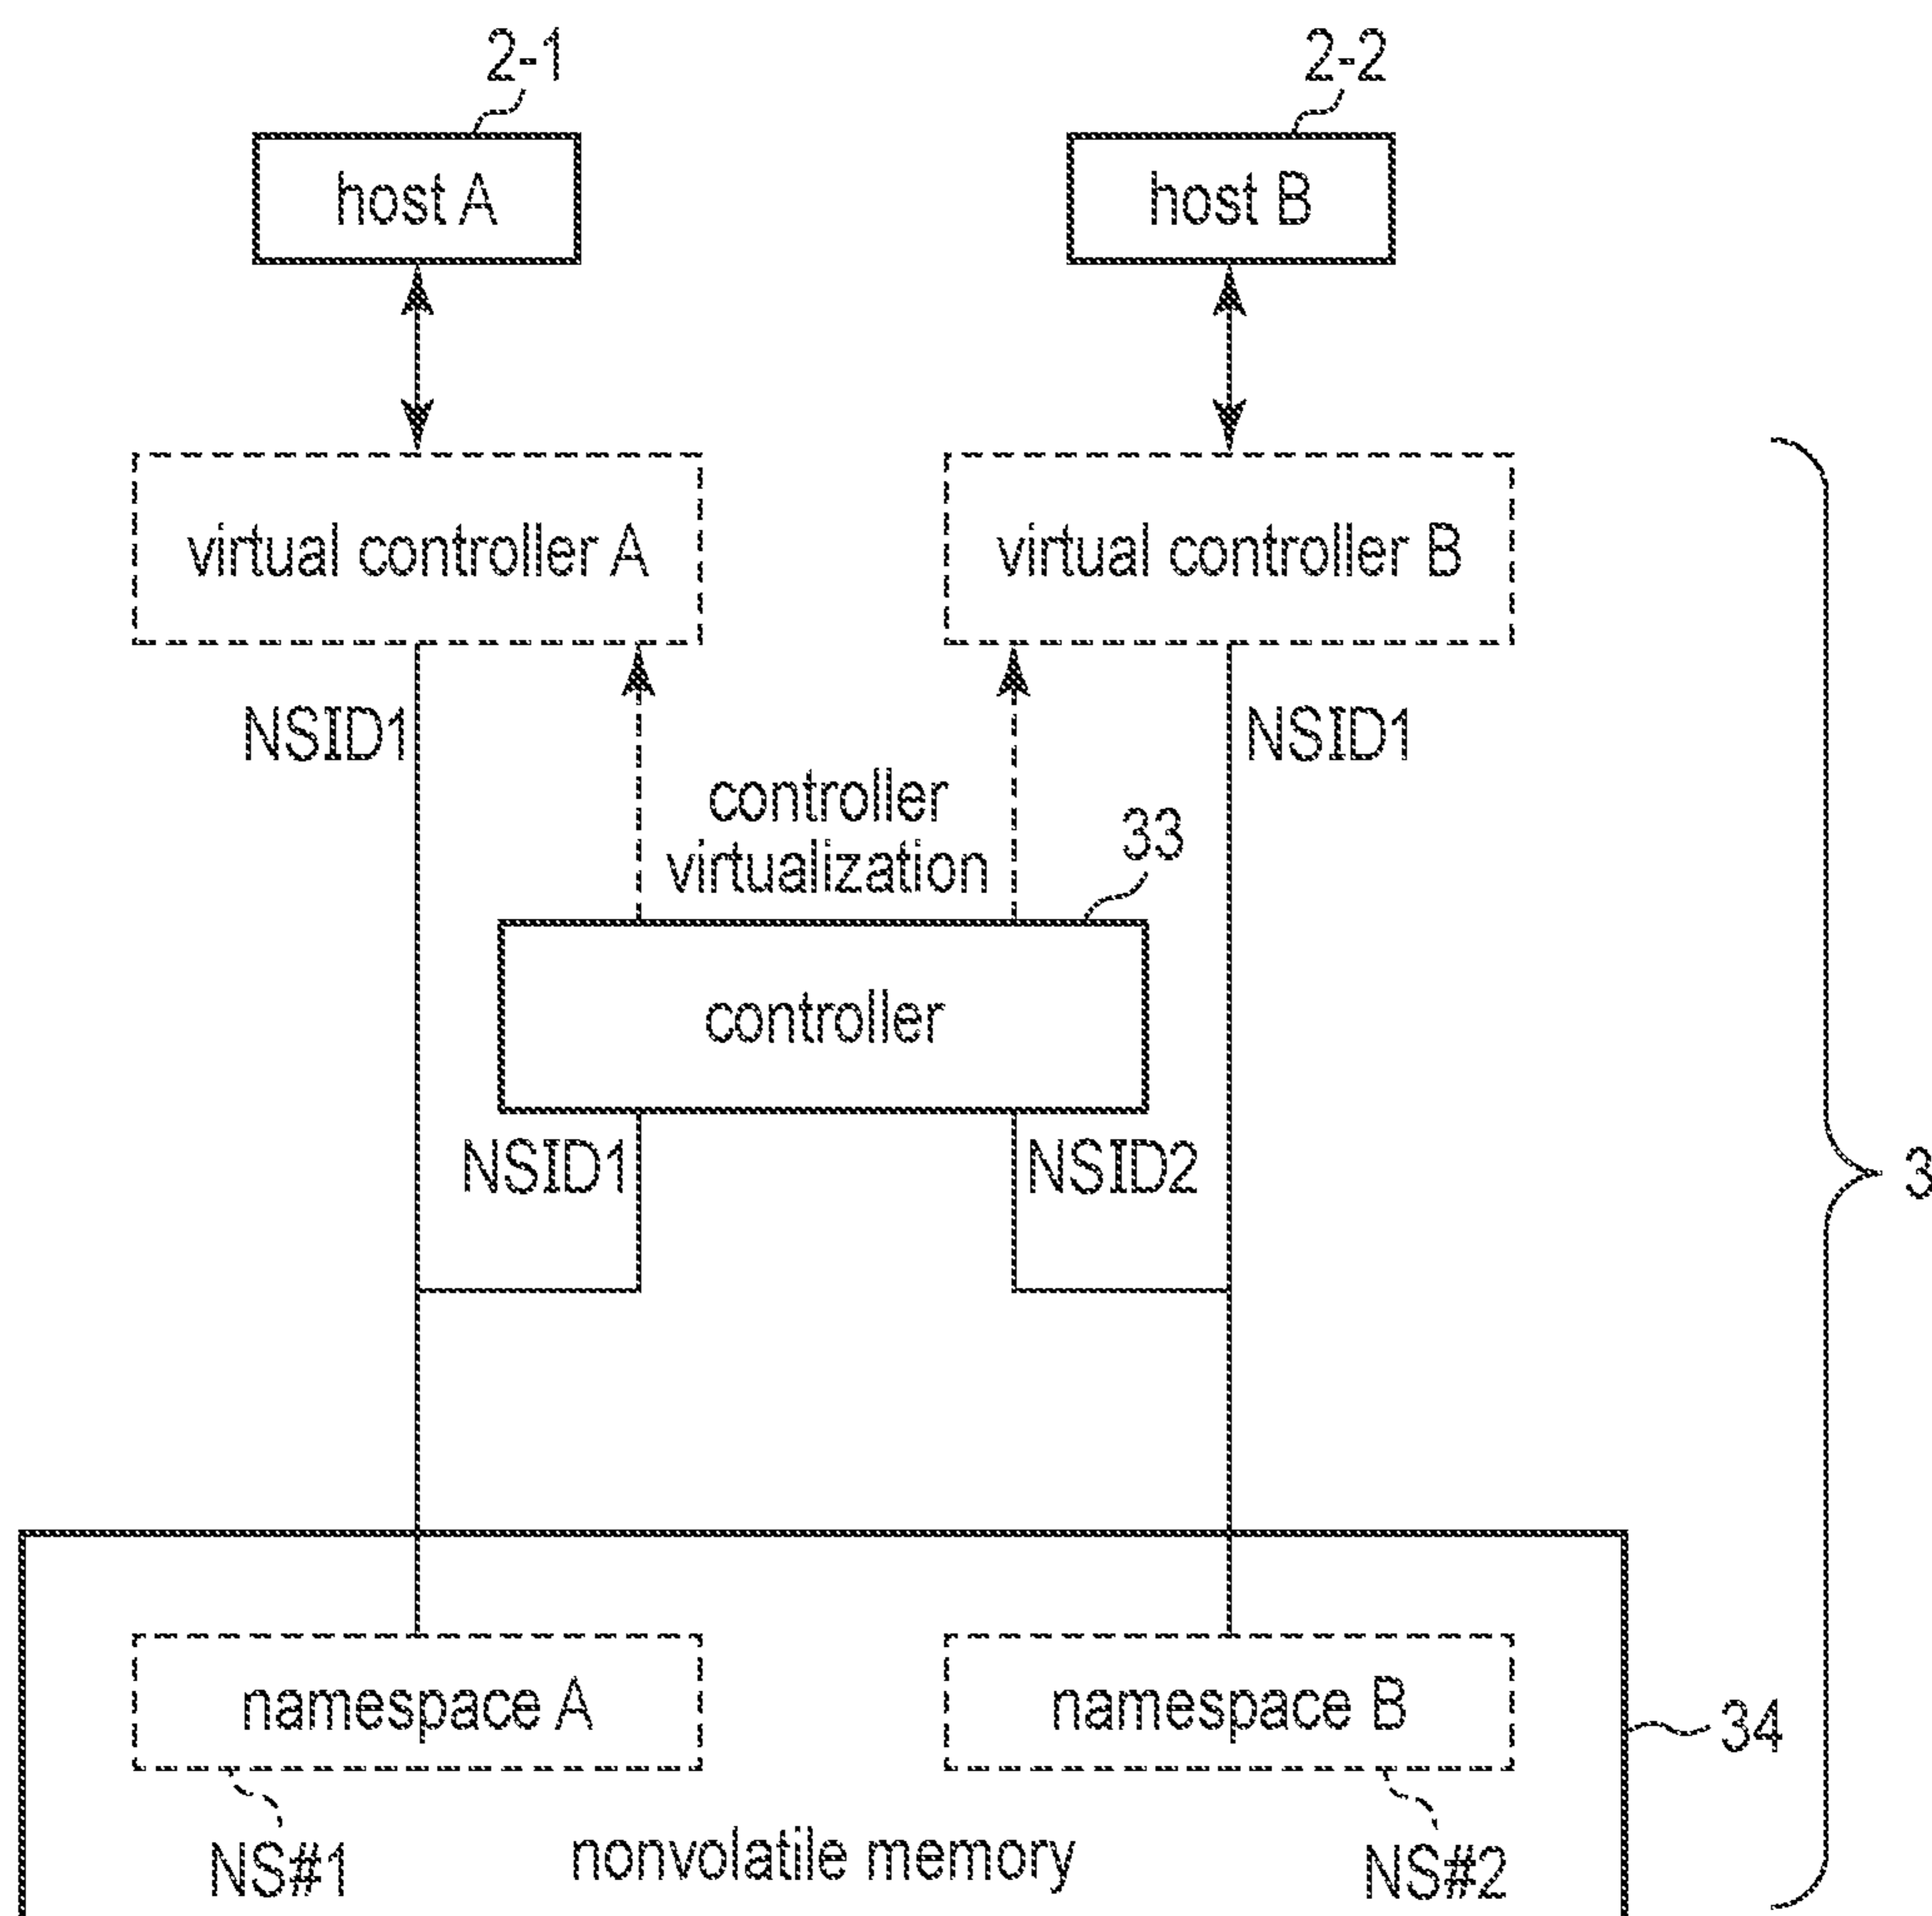 2-1
2-2
host A
host B
virtual controller A
virtual controller B
NSID1
NSID1
controller
virtualization
33
controller
NSID1
NSID2
3
namespace A
namespace B
34
NS#1
nonvolatile memory
NS#2